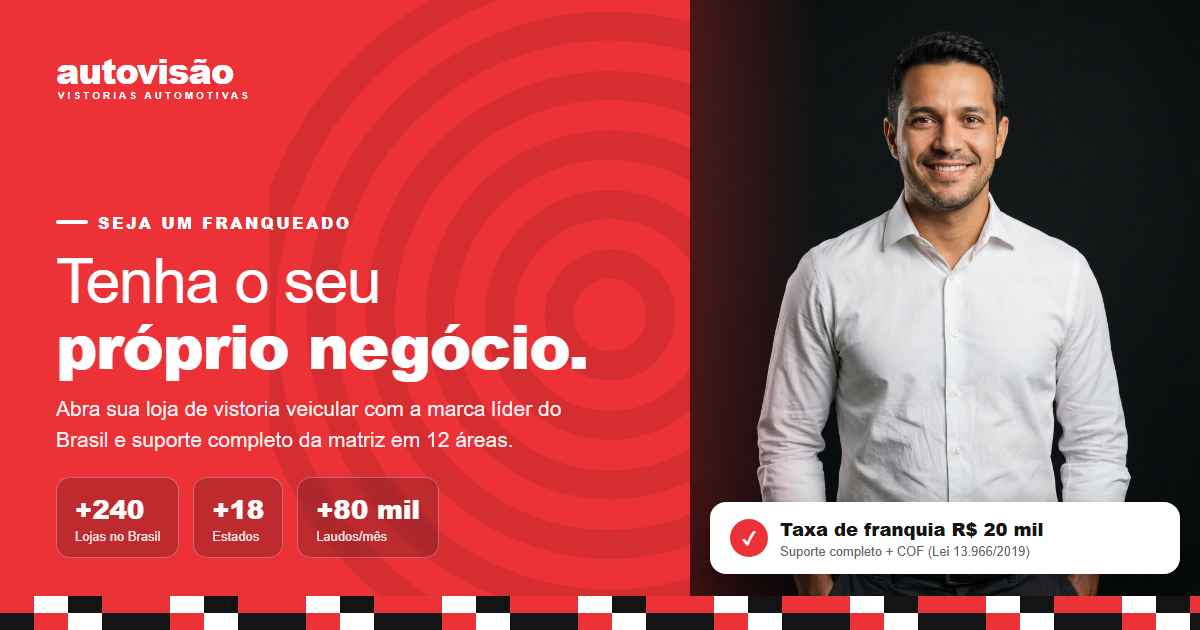 autovisão
VISTORIAS AUTOMOTIVAS
SEJA UM FRANQUEADO
Tenha o seu
próprio negócio.
Abra sua loja de vistoria veicular com a marca líder do
Brasil e suporte completo da matriz em 12 áreas.
+240
Lojas no Brasil
+18
Estados
+80 mil
Laudos/mês
Taxa de franquia R$ 20 mil
Suporte completo + COF (Lei 13.966/2019)